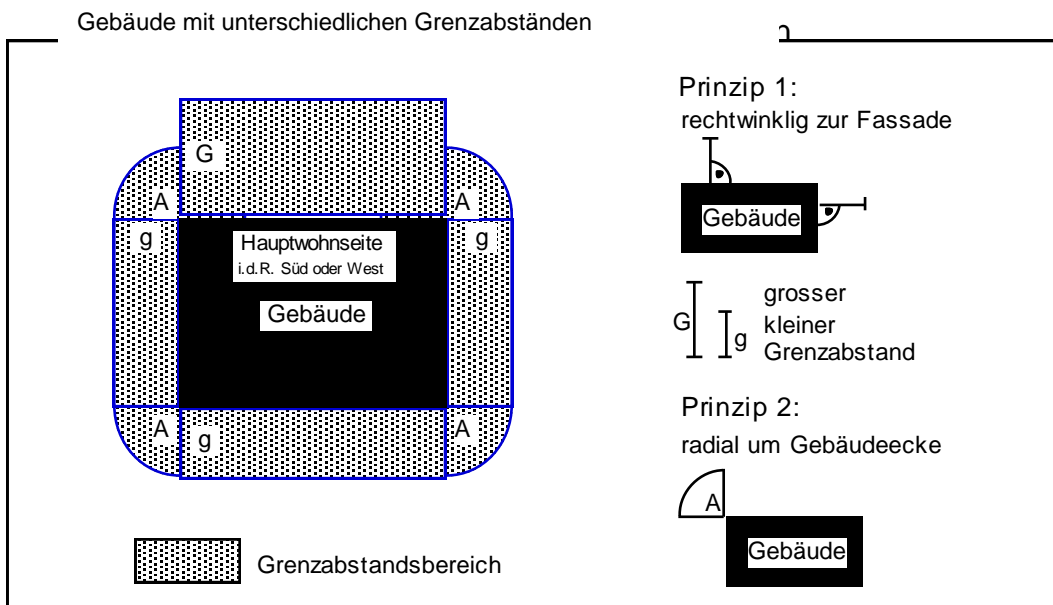 Gebäude mit unterschiedlichen Grenzabständen
G
A
A
g
g
Hauptwohnseite
i.d.R. Süd oder West
Gebäude
A
g
A
Grenzabstandsbereich
Prinzip 1:
rechtwinklig zur Fassade
Gebäude
G
g
grosser
kleiner
Grenzabstand
Prinzip 2:
radial um Gebäudeecke
A
Gebäude